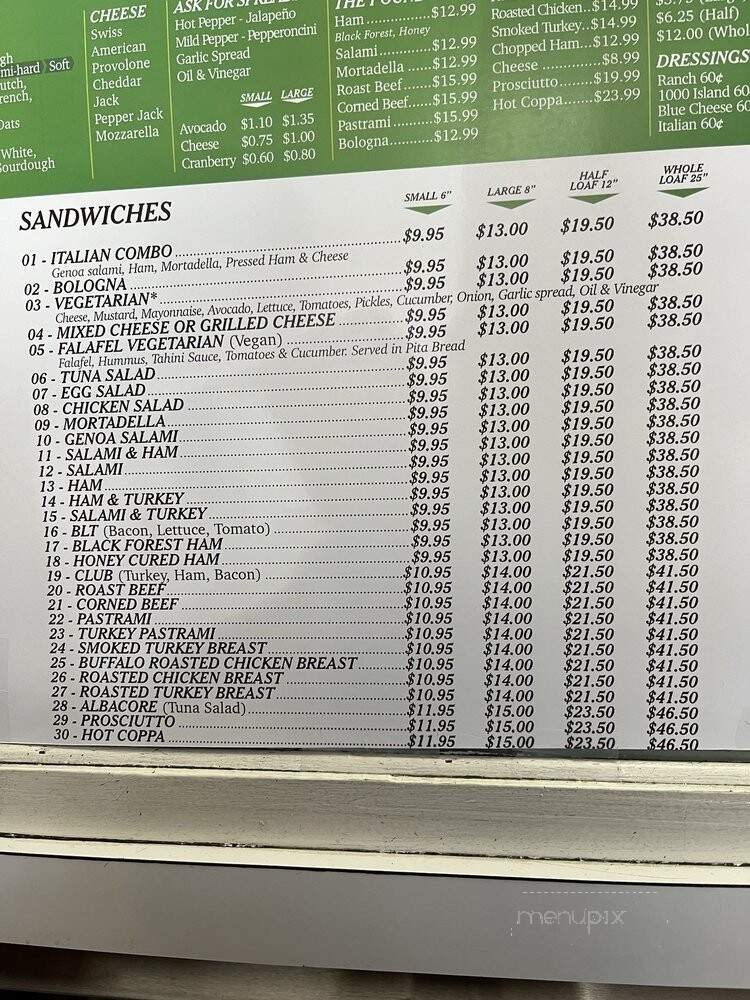 gh
mi-hard Soft
utch,
rench,
Oats
White,
Sourdough
CHEESE
Swiss
American
Provolone
Cheddar
Jack
Pepper Jack
Mozzarella
ASK FOR
Hot Pepper - Jalapeño
Mild Pepper - Pepperoncini
Garlic Spread
Oil & Vinegar
SMALL LARGE
Avocado $1.10 $1.35
Cheese $0.75 $1.00
Cranberry $0.60 $0.80
Ham.............$12.99
Black Forest, Honey
Salami...........$12.99
Mortadella ......$12.99
Roast Beef.......$15.99
Corned Beef......$15.99
Pastrami.........$15.99
Bologna..........$12.99
Roasted Chicken..$14.99
Smoked Turkey..$14.99
Chopped Ham...$12.99
Cheese ............$8.99
Prosciutto.......$19.99
Hot Coppa.......$23.99
$6.25 (Half)
$12.00 (Whol
DRESSINGS
Ranch 60¢
1000 Island 60
Blue Cheese 60
Italian 60¢
SANDWICHES
SMALL 6" LARGE 8" HALF LOAF 12" WHOLE LOAF 25"
01 - ITALIAN COMBO $9.95 $13.00 $19.50 $38.50
Genoa salami, Ham, Mortadella, Pressed Ham & Cheese
02 - BOLOGNA $9.95 $13.00 $19.50 $38.50
03 - VEGETARIAN* $9.95 $13.00 $19.50 $38.50
Cheese, Mustard, Mayonnaise, Avocado, Lettuce, Tomatoes, Pickles, Cucumber, Onion, Garlic spread, Oil & Vinegar
04 - MIXED CHEESE OR GRILLED CHEESE $9.95 $13.00 $19.50 $38.50
05 - FALAFEL VEGETARIAN (Vegan) $9.95 $13.00 $19.50 $38.50
Falafel, Hummus, Tahini Sauce, Tomatoes & Cucumber. Served in Pita Bread
06 - TUNA SALAD $9.95 $13.00 $19.50 $38.50
07 - EGG SALAD $9.95 $13.00 $19.50 $38.50
08 - CHICKEN SALAD $9.95 $13.00 $19.50 $38.50
09 - MORTADELLA $9.95 $13.00 $19.50 $38.50
10 - GENOA SALAMI $9.95 $13.00 $19.50 $38.50
11 - SALAMI & HAM $9.95 $13.00 $19.50 $38.50
12 - SALAMI $9.95 $13.00 $19.50 $38.50
13 - HAM $9.95 $13.00 $19.50 $38.50
14 - HAM & TURKEY $9.95 $13.00 $19.50 $38.50
15 - SALAMI & TURKEY $9.95 $13.00 $19.50 $38.50
16 - BLT (Bacon, Lettuce, Tomato) $9.95 $13.00 $19.50 $38.50
17 - BLACK FOREST HAM $9.95 $13.00 $19.50 $38.50
18 - HONEY CURED HAM $9.95 $13.00 $19.50 $38.50
19 - CLUB (Turkey, Ham, Bacon) $10.95 $14.00 $21.50 $41.50
20 - ROAST BEEF $10.95 $14.00 $21.50 $41.50
21 - CORNED BEEF $10.95 $14.00 $21.50 $41.50
22 - PASTRAMI $10.95 $14.00 $21.50 $41.50
23 - TURKEY PASTRAMI $10.95 $14.00 $21.50 $41.50
24 - SMOKED TURKEY BREAST $10.95 $14.00 $21.50 $41.50
25 - BUFFALO ROASTED CHICKEN BREAST $10.95 $14.00 $21.50 $41.50
26 - ROASTED CHICKEN BREAST $10.95 $14.00 $21.50 $41.50
27 - ROASTED TURKEY BREAST $10.95 $14.00 $21.50 $41.50
28 - ALBACORE (Tuna Salad) $11.95 $15.00 $23.50 $46.50
29 - PROSCIUTTO $11.95 $15.00 $23.50 $46.50
30 - HOT COPPA $11.95 $15.00 $23.50 $46.50
menupix